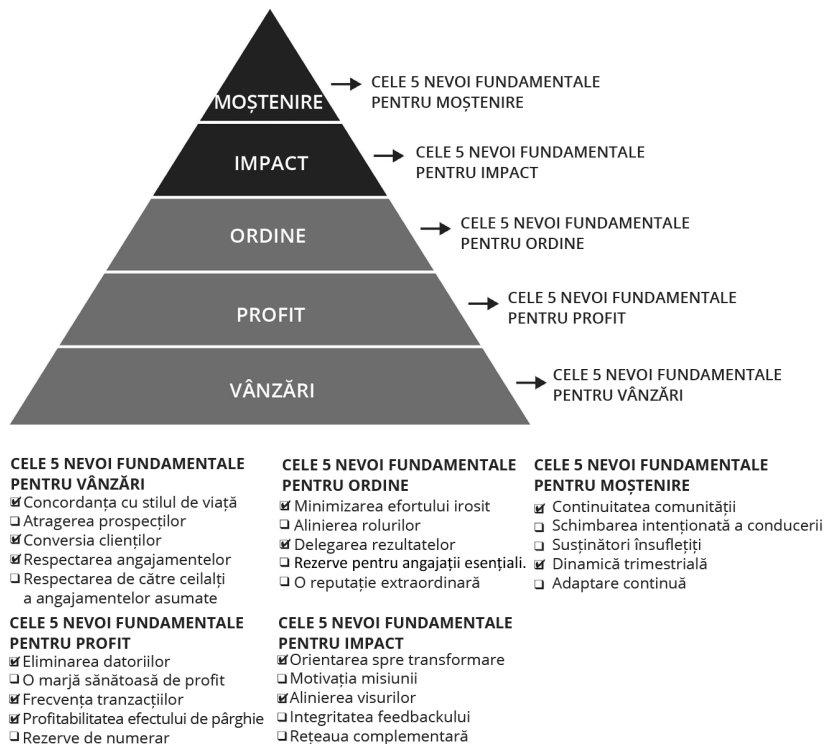 MOȘTENIRE
CELE 5 NEVOI FUNDAMENTALE
PENTRU MOȘTENIRE
IMPACT
CELE 5 NEVOI FUNDAMENTALE
PENTRU IMPACT
ORDINE
CELE 5 NEVOI FUNDAMENTALE
PENTRU ORDINE
PROFIT
CELE 5 NEVOI FUNDAMENTALE
PENTRU PROFIT
VÂNZĂRI
CELE 5 NEVOI FUNDAMENTALE
PENTRU VÂNZĂRI
CELE 5 NEVOI FUNDAMENTALE
PENTRU VÂNZĂRI
Concordanța cu stilul de viață
Atragerea prospecților
Conversia clienților
Respectarea angajamentelor
Respectarea de către ceilalți
a angajamentelor asumate
CELE 5 NEVOI FUNDAMENTALE
PENTRU PROFIT
Eliminarea datoriilor
O marjă sănătoasă de profit
Frecvența tranzacțiilor
Profitabilitatea efectului de pârghie
Rezerve de numerar
CELE 5 NEVOI FUNDAMENTALE
PENTRU ORDINE
Minimizarea efortului irosit
Alinierea rolurilor
Delegarea rezultatelor
Rezerve pentru angajații esențiali.
O reputație extraordinară
CELE 5 NEVOI FUNDAMENTALE
PENTRU IMPACT
Orientarea spre transformare
Motivația misiunii
Alinierea visurilor
Integritatea feedbackului
Rețeaua complementară
CELE 5 NEVOI FUNDAMENTALE
PENTRU MOȘTENIRE
Continuitatea comunității
Schimbarea intenționată a conducerii
Susținători însuflețiți
Dinamică trimestrială
Adaptare continuă